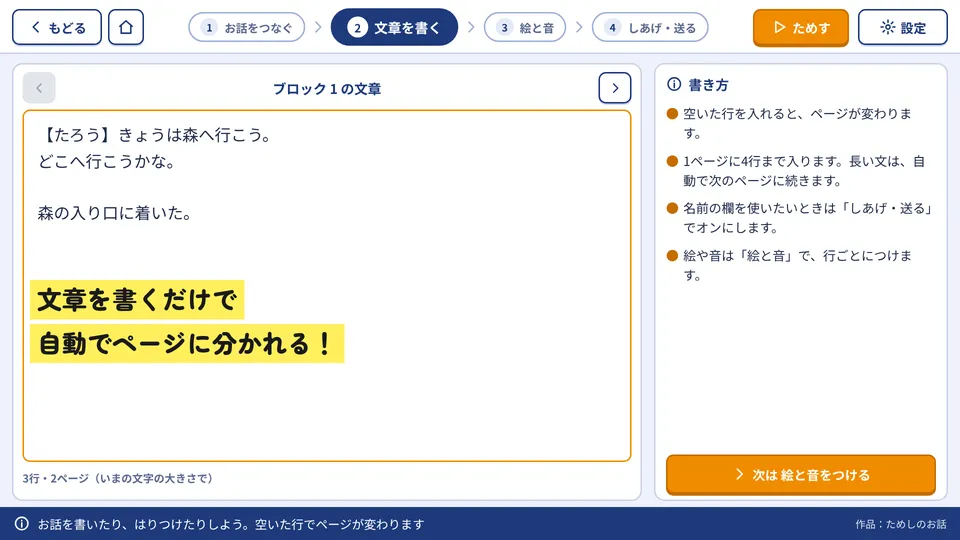 もどる
1 お話をつなぐ
2 文章を書く
3 絵と音
4 しあげ・送る
ためす
設定
ブロック 1 の文章
【たろう】きょうは森へ行こう。
どこへ行こうかな。
森の入り口に着いた。
文章を書くだけで
自動でページに分かれる！
3行・2ページ（いまの文字の大きさで）
書き方
空いた行を入れると、ページが変わりま
す。
1ページに4行まで入ります。長い文は、自
動で次のページに続きます。
名前の欄を使いたいときは「しあげ・送る」
でオンにします。
絵や音は「絵と音」で、行ごとにつけま
す。
次は 絵と音をつける
お話を書いたり、はりつけたりしよう。空いた行でページが変わります
作品：ためしのお話